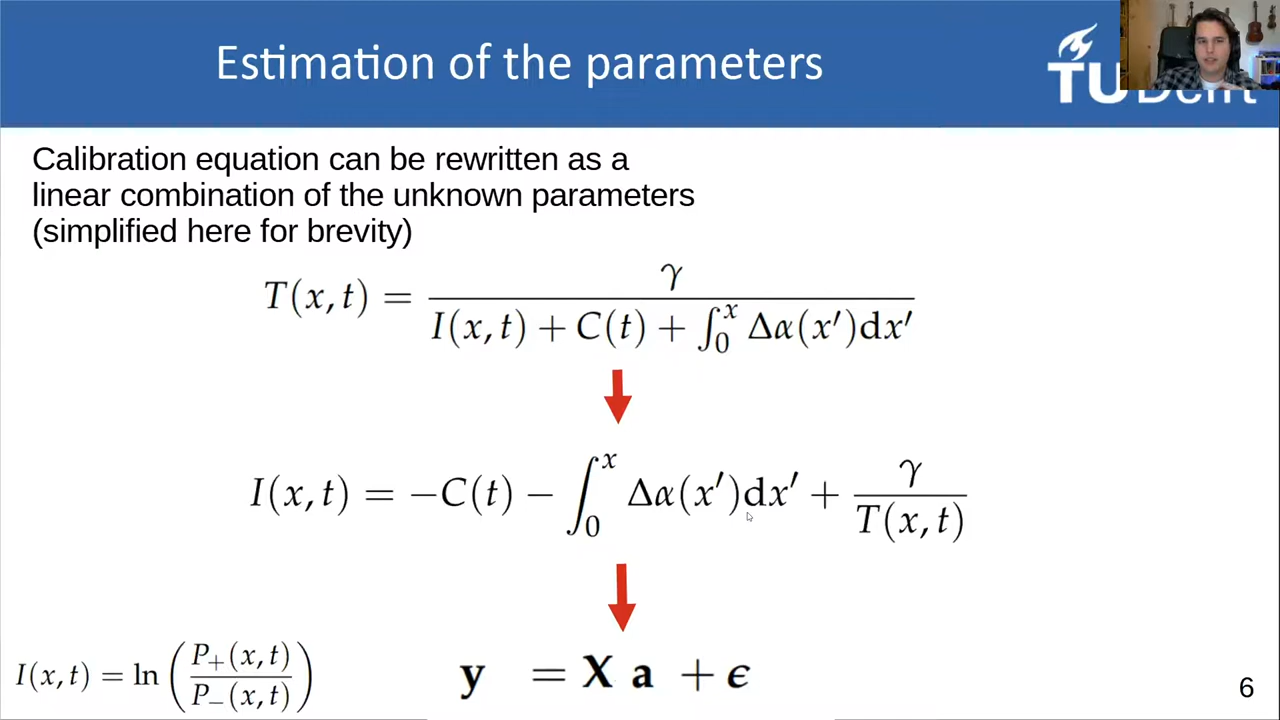 Estimation of the parameters
TU Delft
Calibration equation can be rewritten as a
linear combination of the unknown parameters
(simplified here for brevity)
T(x, t) = γ / (I(x, t) + C(t) + ∫₀ˣ Δα(x′)dx′)
I(x, t) = −C(t) − ∫₀ˣ Δα(x′)dx′ + γ / T(x, t)
I(x, t) = ln (P₊(x, t) / P₋(x, t))
y = X a + ϵ
6